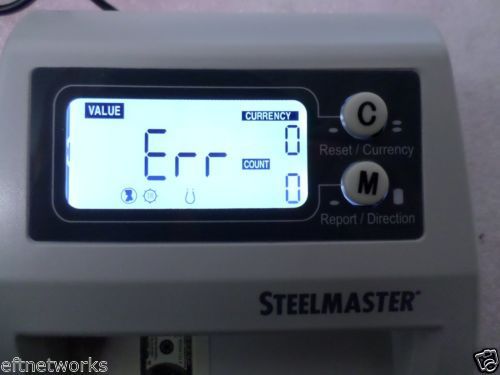 VALUE
CURRENCY
0
Err
COUNT
0
C
Reset / Currency
M
Report / Direction
STEELMASTER
eftnetworks